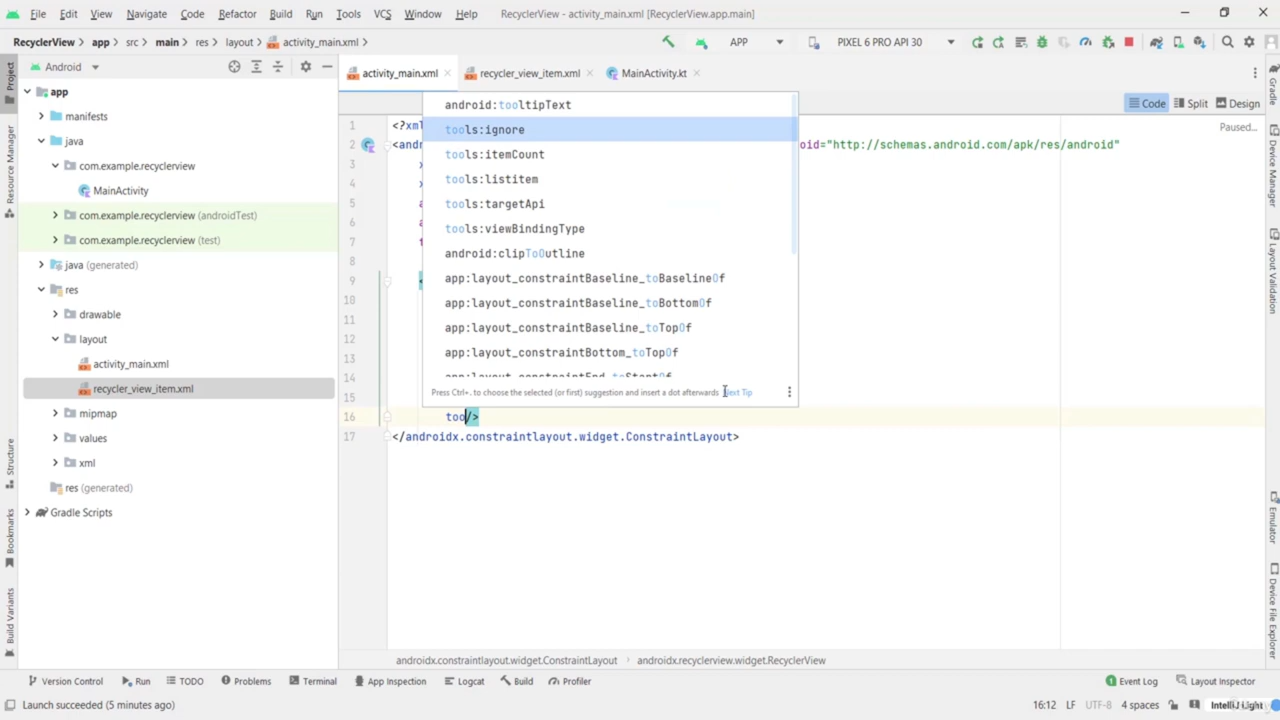 File Edit View Navigate Code Refactor Build Run Tools VCS Window Help RecyclerView - activity_main.xml [RecyclerView.app.main]
RecyclerView app src main res layout activity_main.xml APP PIXEL 6 PRO API 30
Android
activity_main.xml recycler_view_item.xml MainActivity.kt
Code Split Design
Project
Resource Manager
Structure
Bookmarks
Build Variants
app
manifests
java
com.example.recyclerview
MainActivity
com.example.recyclerview (androidTest)
com.example.recyclerview (test)
java (generated)
res
drawable
layout
activity_main.xml
recycler_view_item.xml
mipmap
values
xml
res (generated)
Gradle Scripts
Paused...
1 <?xml
2 <andr oid="http://schemas.android.com/apk/res/android"
3 x
4 x
5 a
6 a
7 t
8
9 <
10
11
12
13
14
15
16 too/>
17 </androidx.constraintlayout.widget.ConstraintLayout>
android:tooltipText
tools:ignore
tools:itemCount
tools:listitem
tools:targetApi
tools:viewBindingType
android:clipToOutline
app:layout_constraintBaseline_toBaselineOf
app:layout_constraintBaseline_toBottomOf
app:layout_constraintBaseline_toTopOf
app:layout_constraintBottom_toTopOf
app:layout_constraintEnd_toStartOf
Press Ctrl+. to choose the selected (or first) suggestion and insert a dot afterwards Next Tip
Gradle
Device Manager
Layout Validation
Emulator
Device File Explorer
androidx.constraintlayout.widget.ConstraintLayout androidx.recyclerview.widget.RecyclerView
Version Control Run TODO Problems Terminal App Inspection Logcat Build Profiler Event Log Layout Inspector
Launch succeeded (5 minutes ago) 16:12 LF UTF-8 4 spaces IntelliJ Light